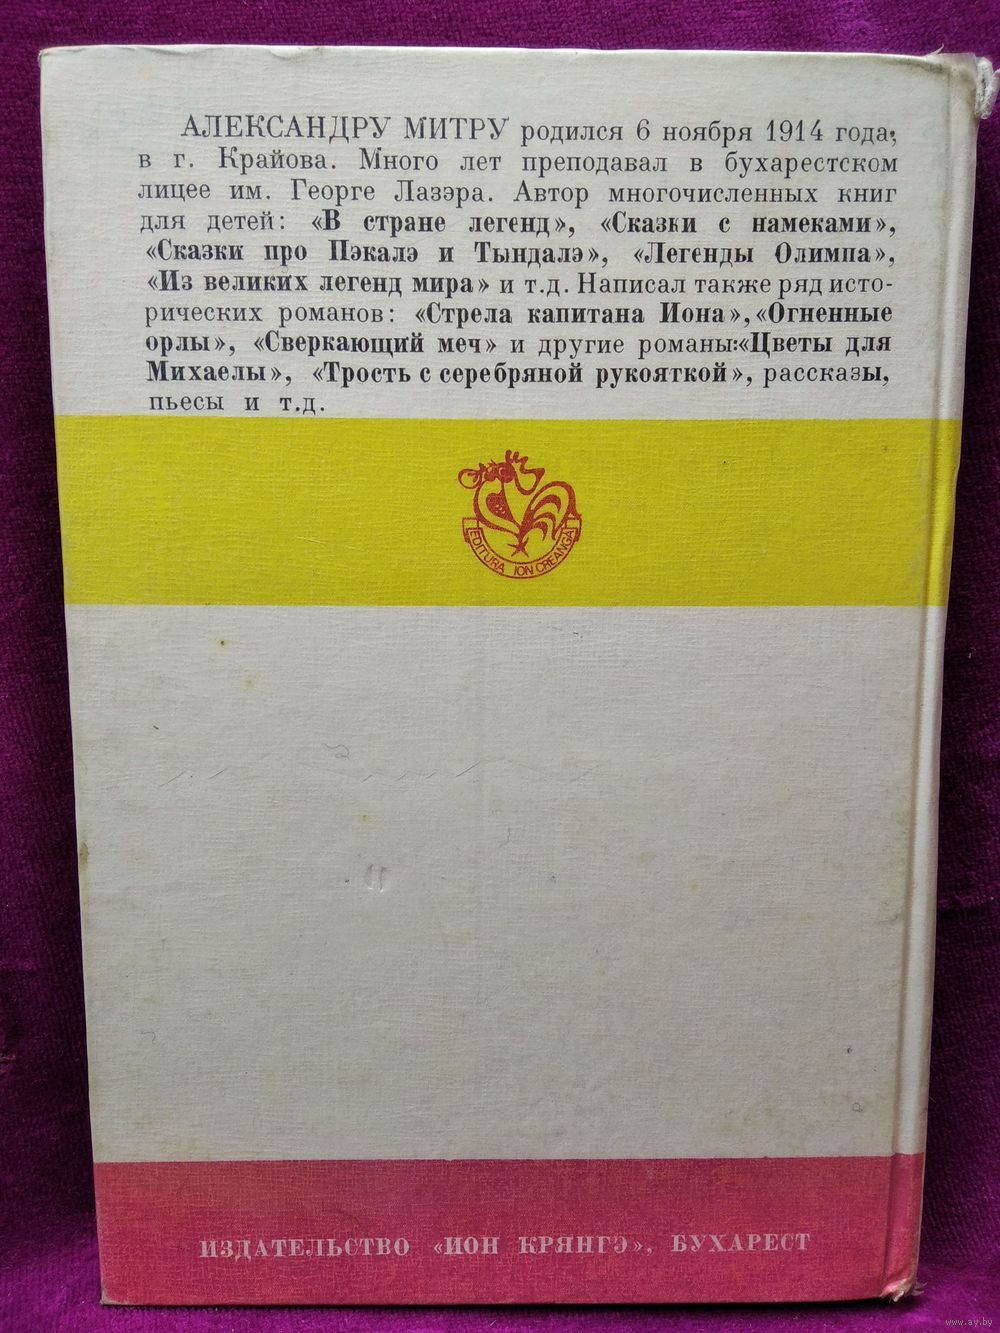 АЛЕКСАНДРУ МИТРУ родился 6 ноября 1914 года,
в г. Крайова. Много лет преподавал в бухарестском
лицее им. Георге Лазэра. Автор многочисленных книг
для детей: «В стране легенд», «Сказки с намеками»,
«Сказки про Пэкалэ и Тындалэ», «Легенды Олимпа»,
«Из великих легенд мира» и т.д. Написал также ряд исто-
рических романов: «Стрела капитана Иона», «Огненные
орлы», «Сверкающий меч» и другие романы: «Цветы для
Михаелы», «Трость с серебряной рукояткой», рассказы,
пьесы и т.д.
EDITURA ION CREANGĂ
ИЗДАТЕЛЬСТВО «ИОН КРЯНГЭ», БУХАРЕСТ
www.ay.by